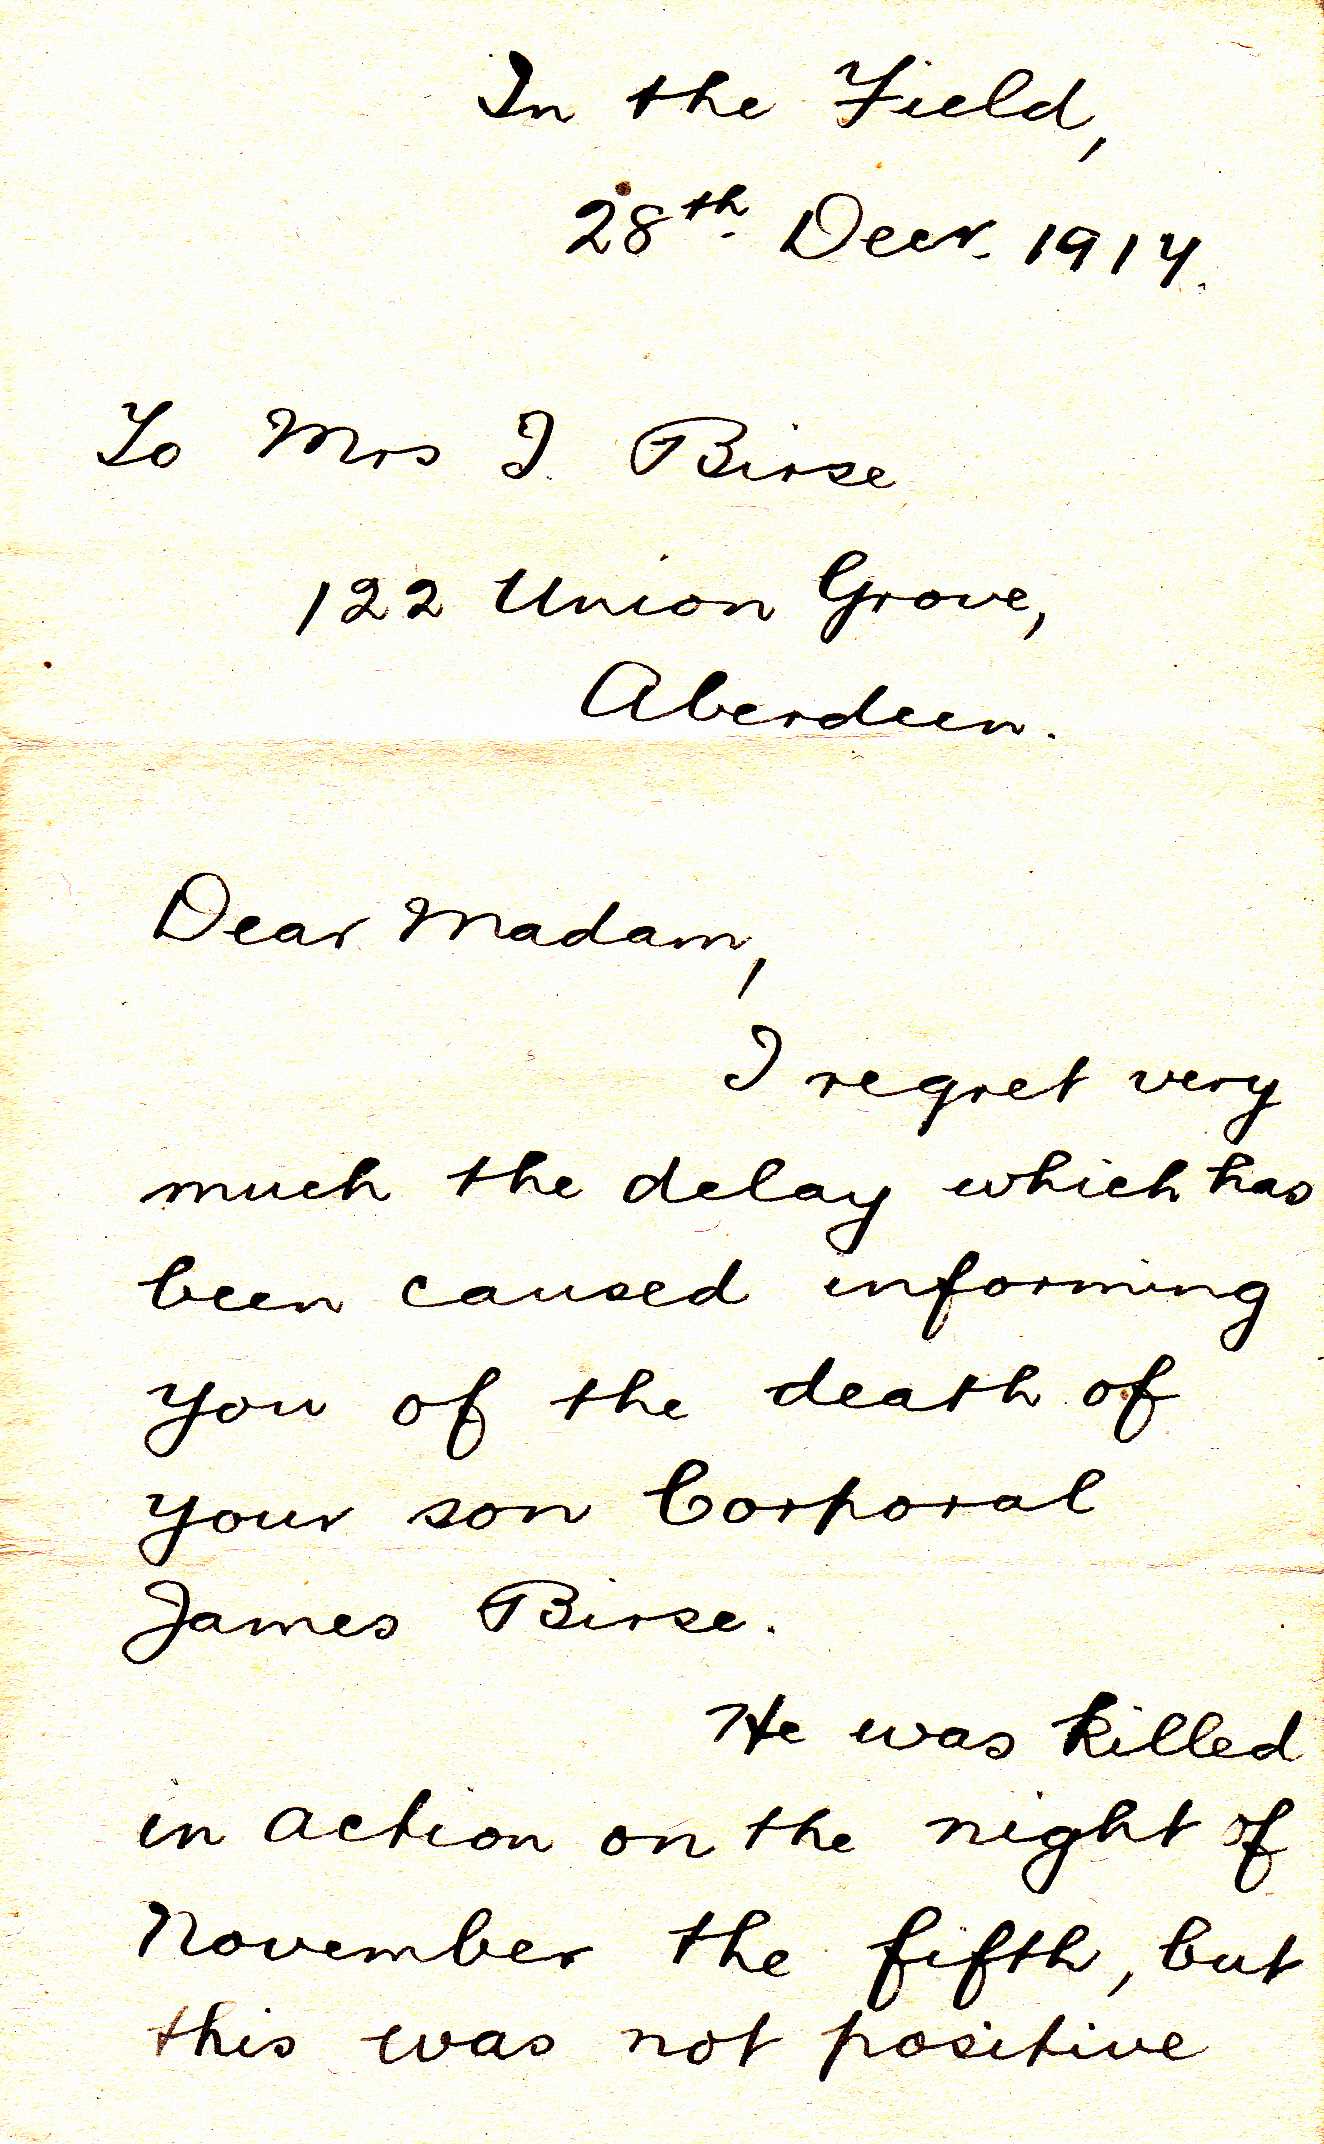 In the Field,
28th. Decr. 1914.
To Mrs J. Birse
122 Union Grove,
Aberdeen.
Dear Madam,
I regret very
much the delay which has
been caused informing
you of the death of
your son Corporal
James Birse.
He was killed
in action on the night of
November the fifth, but
this was not positive